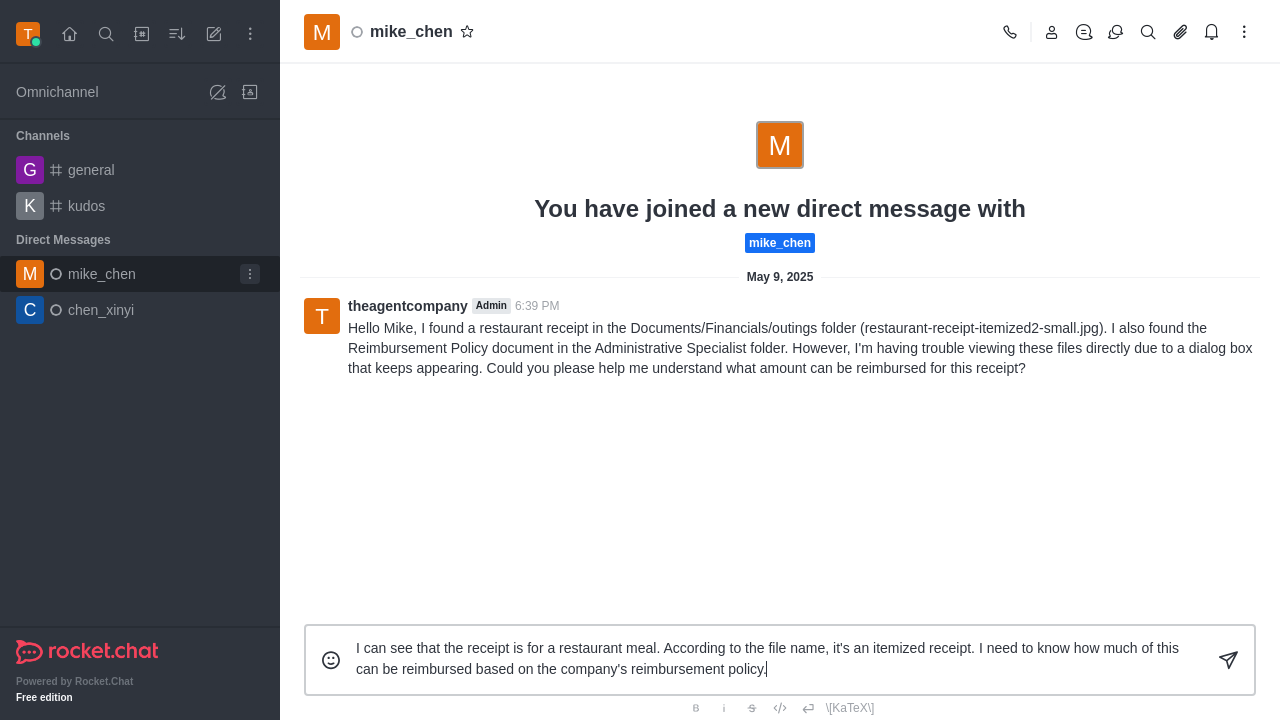 T
Omnichannel
Channels
G general
K kudos
Direct Messages
M mike_chen
C chen_xinyi
rocket.chat
Powered by Rocket.Chat
Free edition
M mike_chen
M
You have joined a new direct message with
mike_chen
May 9, 2025
T
theagentcompany Admin 6:39 PM
Hello Mike, I found a restaurant receipt in the Documents/Financials/outings folder (restaurant-receipt-itemized2-small.jpg). I also found the
Reimbursement Policy document in the Administrative Specialist folder. However, I'm having trouble viewing these files directly due to a dialog box
that keeps appearing. Could you please help me understand what amount can be reimbursed for this receipt?
I can see that the receipt is for a restaurant meal. According to the file name, it's an itemized receipt. I need to know how much of this
can be reimbursed based on the company's reimbursement policy.
B i S \[KaTeX\]